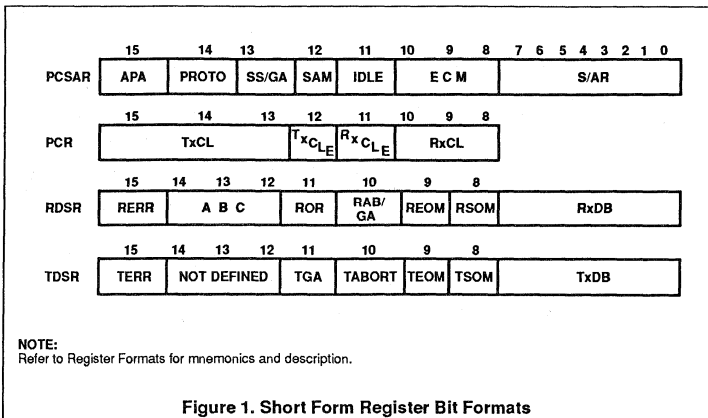 15 14 13 12 11 10 9 8 7 6 5 4 3 2 1 0
PCSAR APA PROTO SS/GA SAM IDLE E C M S/AR
15 14 13 12 11 10 9 8
PCR TxCL TxCLE RxCLE RxCL
15 14 13 12 11 10 9 8
RDSR RERR A B C ROR RAB/GA REOM RSOM RxDB
15 14 13 12 11 10 9 8
TDSR TERR NOT DEFINED TGA TABORT TEOM TSOM TxDB
NOTE:
Refer to Register Formats for mnemonics and description.
Figure 1. Short Form Register Bit Formats